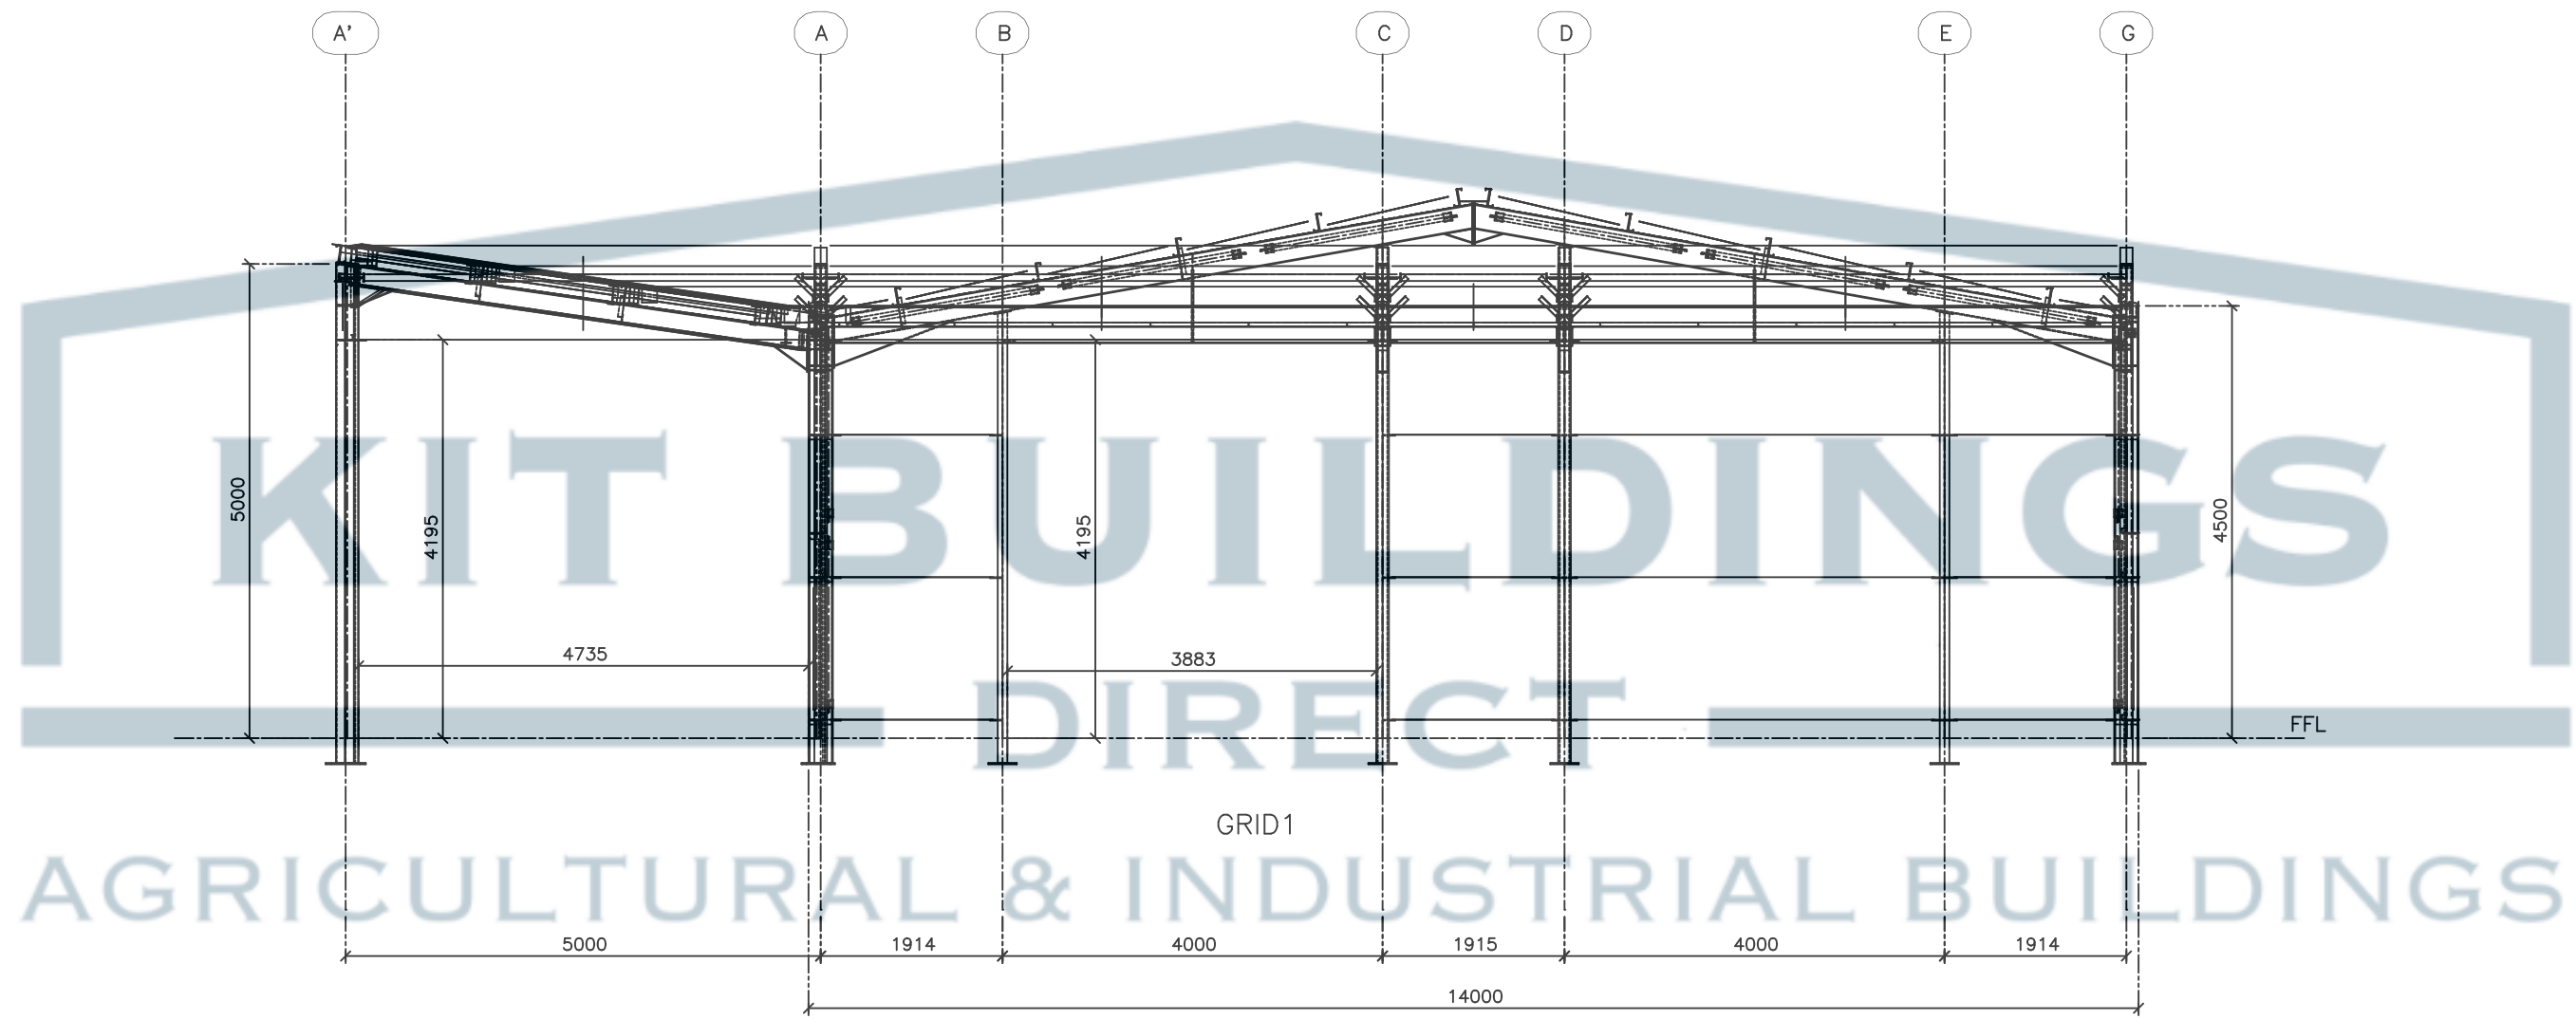 A' A B C D E G
5000
4195
4195
4500
KIT BUILDINGS
4735
3883
DIRECT
FFL
GRID1
AGRICULTURAL & INDUSTRIAL BUILDINGS
5000 1914 4000 1915 4000 1914
14000